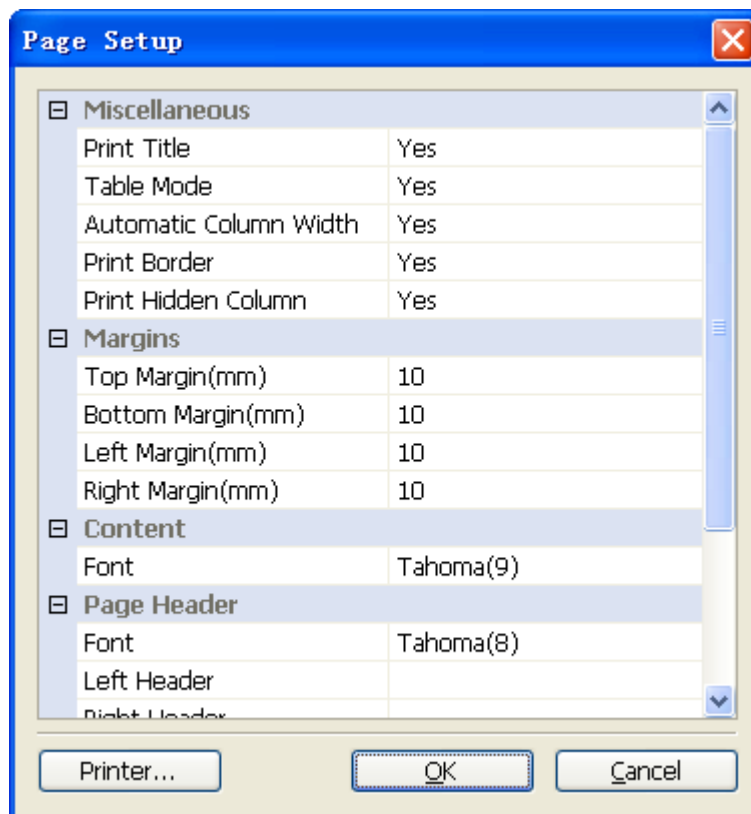 Page Setup
Miscellaneous
Print Title Yes
Table Mode Yes
Automatic Column Width Yes
Print Border Yes
Print Hidden Column Yes
Margins
Top Margin(mm) 10
Bottom Margin(mm) 10
Left Margin(mm) 10
Right Margin(mm) 10
Content
Font Tahoma(9)
Page Header
Font Tahoma(8)
Left Header
Right Header
Printer... OK Cancel